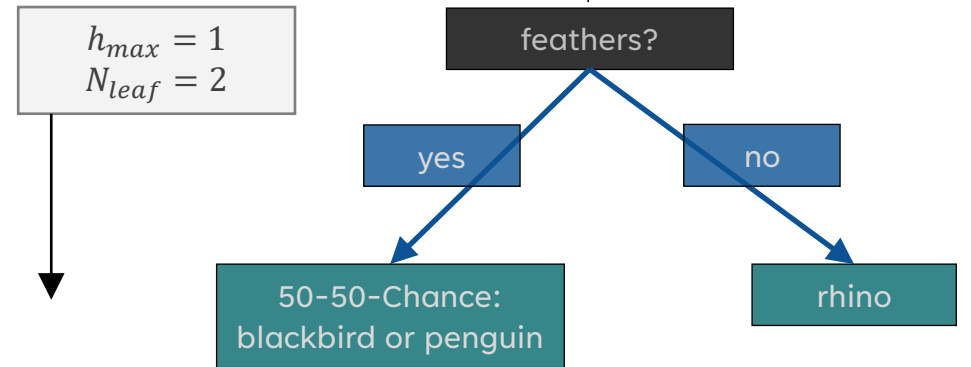 h_max = 1
N_leaf = 2
feathers?
yes
no
50-50-Chance:
blackbird or penguin
rhino